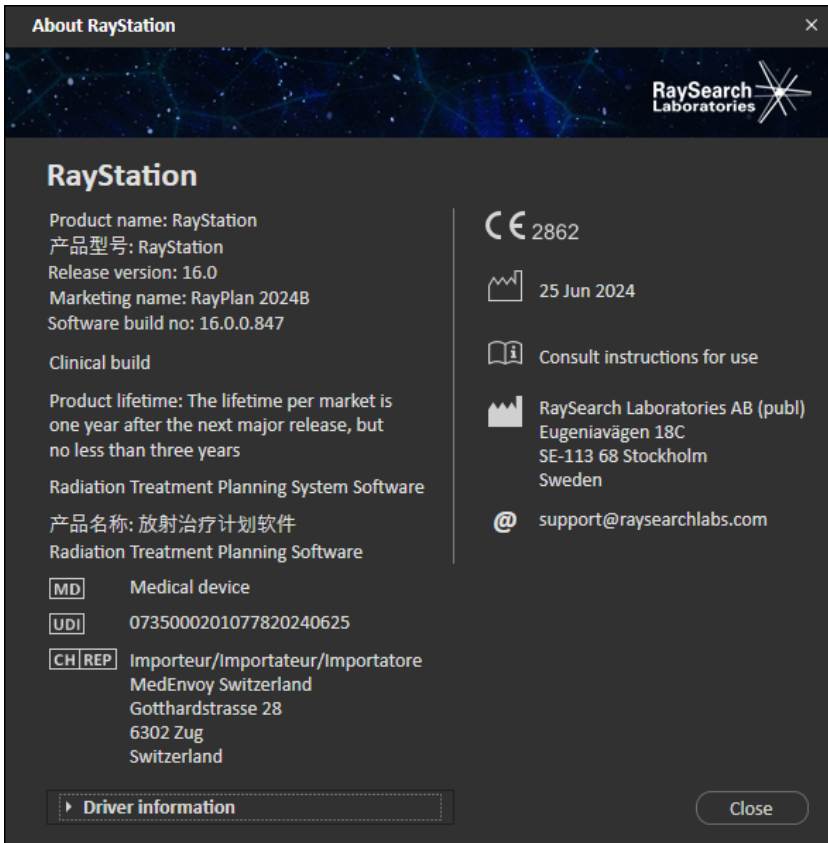 About RayStation
RaySearch
Laboratories
RayStation
Product name: RayStation
产品型号: RayStation
Release version: 16.0
Marketing name: RayPlan 2024B
Software build no: 16.0.0.847
Clinical build
Product lifetime: The lifetime per market is
one year after the next major release, but
no less than three years
Radiation Treatment Planning System Software
产品名称: 放射治疗计划软件
Radiation Treatment Planning Software
MD Medical device
UDI 0735000201077820240625
CH REP Importeur/Importateur/Importatore
MedEnvoy Switzerland
Gotthardstrasse 28
6302 Zug
Switzerland
CE 2862
25 Jun 2024
Consult instructions for use
RaySearch Laboratories AB (publ)
Eugeniavägen 18C
SE-113 68 Stockholm
Sweden
@ support@raysearchlabs.com
Driver information
Close